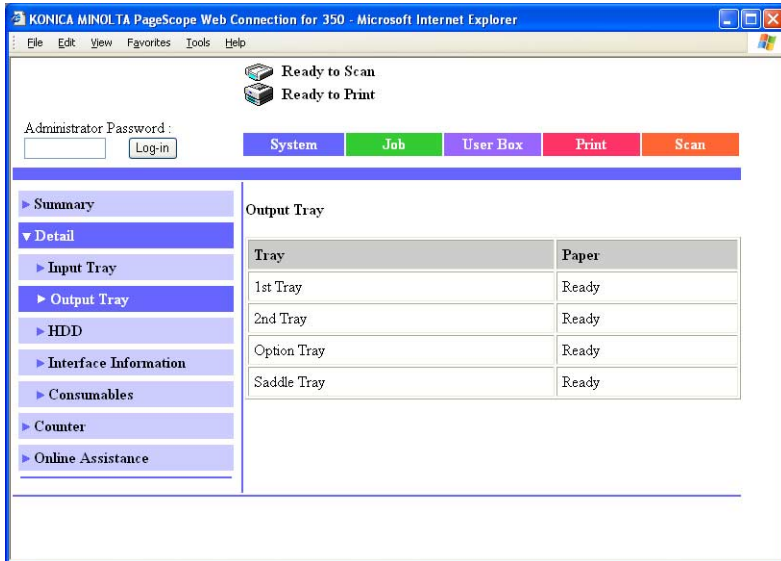 KONICA MINOLTA PageScope Web Connection for 350 - Microsoft Internet Explorer
File Edit View Favorites Tools Help
Ready to Scan
Ready to Print
Administrator Password :
Log-in
System Job User Box Print Scan
Summary
Detail
Input Tray
Output Tray
HDD
Interface Information
Consumables
Counter
Online Assistance
Output Tray
Tray Paper
1st Tray Ready
2nd Tray Ready
Option Tray Ready
Saddle Tray Ready